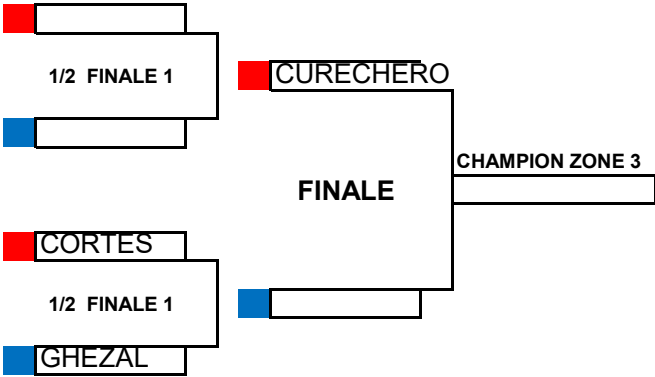 1/2 FINALE 1
CURECHERO
CHAMPION ZONE 3
FINALE
CORTES
1/2 FINALE 1
GHEZAL